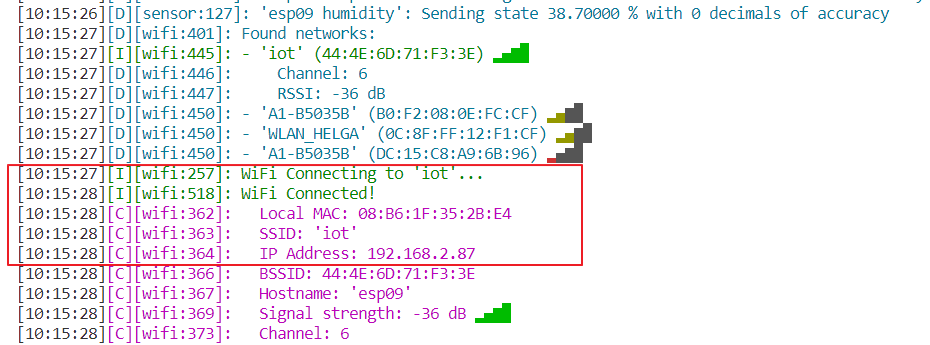 [10:15:26][D][sensor:127]: 'esp09 humidity': Sending state 38.70000 % with 0 decimals of accuracy
[10:15:27][D][wifi:401]: Found networks:
[10:15:27][I][wifi:445]: - 'iot' (44:4E:6D:71:F3:3E)
[10:15:27][D][wifi:446]:     Channel: 6
[10:15:27][D][wifi:447]:     RSSI: -36 dB
[10:15:27][D][wifi:450]: - 'A1-B5035B' (B0:F2:08:0E:FC:CF)
[10:15:27][D][wifi:450]: - 'WLAN_HELGA' (0C:8F:FF:12:F1:CF)
[10:15:27][D][wifi:450]: - 'A1-B5035B' (DC:15:C8:A9:6B:96)
[10:15:27][I][wifi:257]: WiFi Connecting to 'iot'...
[10:15:28][I][wifi:518]: WiFi Connected!
[10:15:28][C][wifi:362]:   Local MAC: 08:B6:1F:35:2B:E4
[10:15:28][C][wifi:363]:   SSID: 'iot'
[10:15:28][C][wifi:364]:   IP Address: 192.168.2.87
[10:15:28][C][wifi:366]:   BSSID: 44:4E:6D:71:F3:3E
[10:15:28][C][wifi:367]:   Hostname: 'esp09'
[10:15:28][C][wifi:369]:   Signal strength: -36 dB
[10:15:28][C][wifi:373]:   Channel: 6